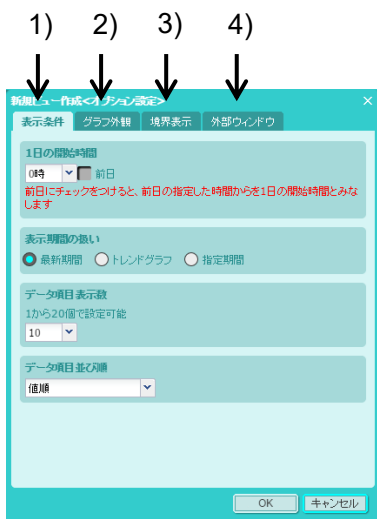 1) 2) 3) 4)
新規ビュー作成<オプション設定> ×
表示条件 グラフ外観 境界表示 外部ウィンドウ
1日の開始時間
0時 前日
前日にチェックをつけると、前日の指定した時間からを1日の開始時間とみな
します
表示期間の扱い
最新期間 トレンドグラフ 指定期間
データ項目表示数
1から20個で設定可能
10
データ項目並び順
値順
OK キャンセル